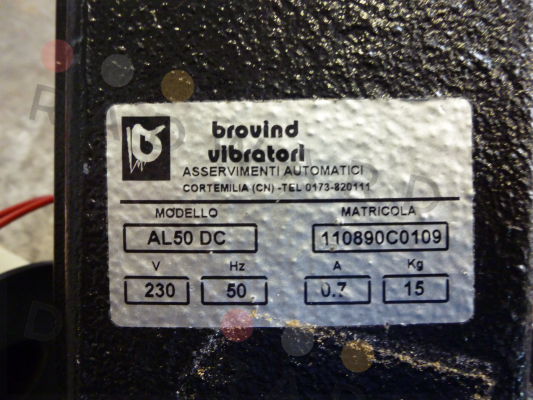 brovind
vibratori
ASSERVIMENTI AUTOMATICI
CORTEMILIA (CN) -TEL 0173-820111
MODELLO MATRICOLA
AL50 DC 110890C0109
V Hz A Kg
230 50 0.7 15